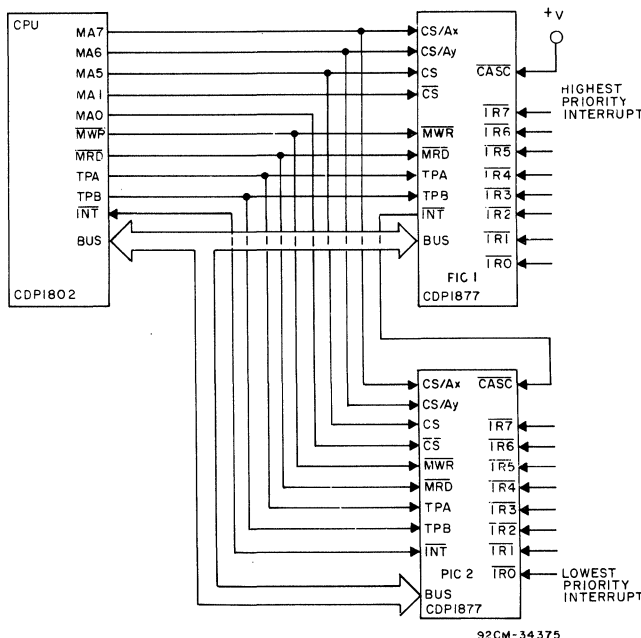 CPU
MA7
MA6
MA5
MA1
MA0
MWP
MRD
TPA
TPB
INT
BUS
CDP1802
CS/Ax
CS/Ay
CS
CS
MWR
MRD
TPA
TPB
INT
BUS
FIC 1
CDP1877
+V
CASC
IR7
IR6
IR5
IR4
IR3
IR2
IR1
IR0
HIGHEST
PRIORITY
INTERRUPT
CS/Ax
CS/Ay
CS
CS
MWR
MRD
TPA
TPB
INT
PIC 2
BUS
CDP1877
CASC
IR7
IR6
IR5
IR4
IR3
IR2
IR1
IR0
LOWEST
PRIORITY
INTERRUPT
92CM-34375